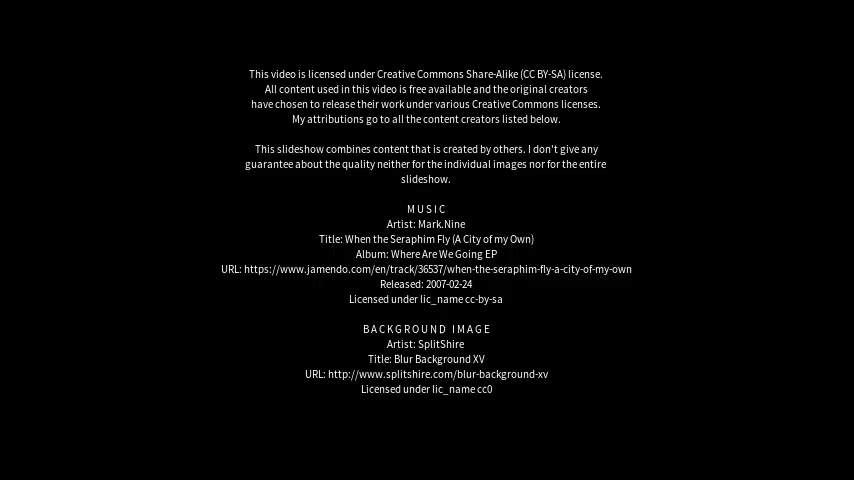 This video is licensed under Creative Commons Share-Alike (CC BY-SA) license.
All content used in this video is free available and the original creators
have chosen to release their work under various Creative Commons licenses.
My attributions go to all the content creators listed below.
This slideshow combines content that is created by others. I don't give any
guarantee about the quality neither for the individual images nor for the entire
slideshow.
MUSIC
Artist: Mark.Nine
Title: When the Seraphim Fly (A City of my Own)
Album: Where Are We Going EP
URL: https://www.jamendo.com/en/track/36537/when-the-seraphim-fly-a-city-of-my-own
Released: 2007-02-24
Licensed under lic_name cc-by-sa
BACKGROUND IMAGE
Artist: SplitShire
Title: Blur Background XV
URL: http://www.splitshire.com/blur-background-xv
Licensed under lic_name cc0